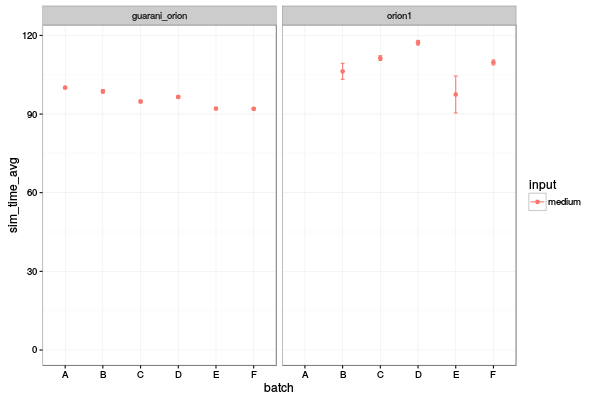 guarani_orion
orion1
120
90
60
30
0
sim_time_avg
A B C D E F
A B C D E F
batch
input
medium